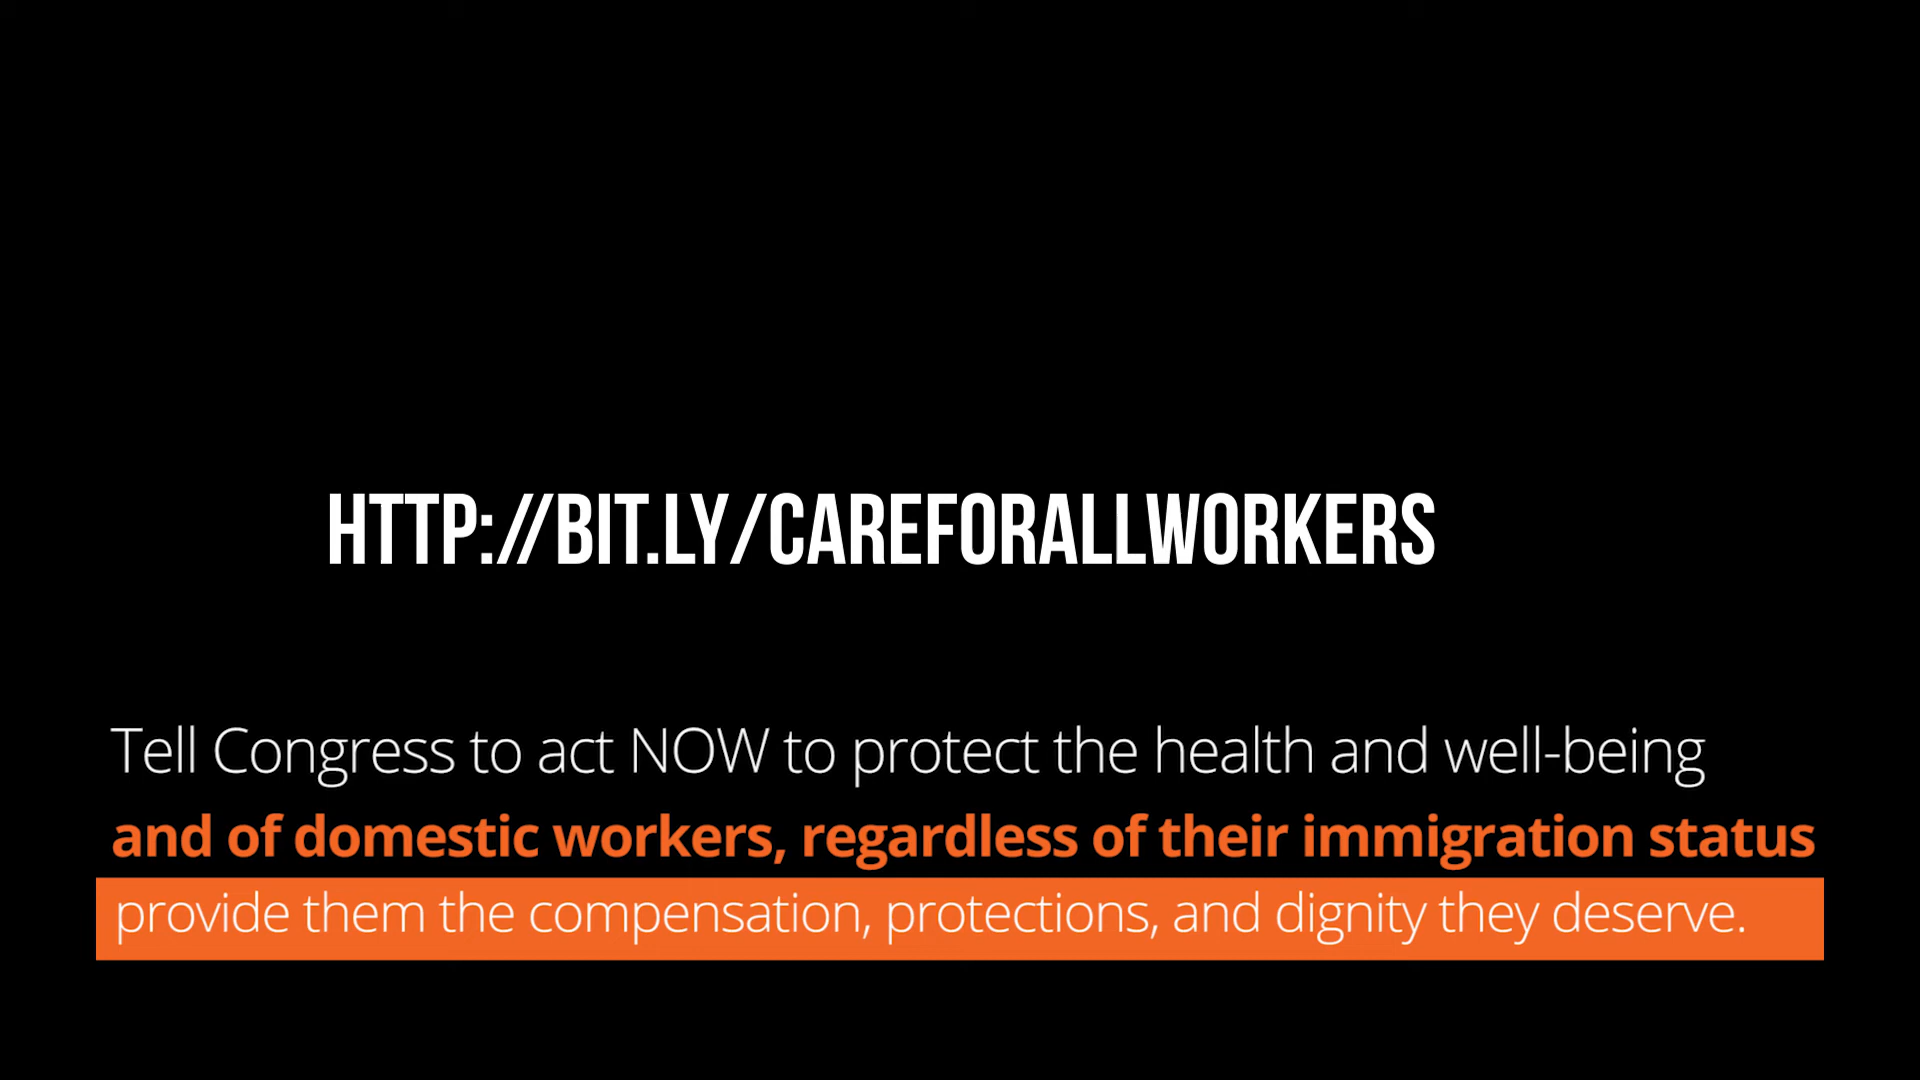 HTTP://BIT.LY/CAREFORALLWORKERS
Tell Congress to act NOW to protect the health and well-being
and of domestic workers, regardless of their immigration status
provide them the compensation, protections, and dignity they deserve.